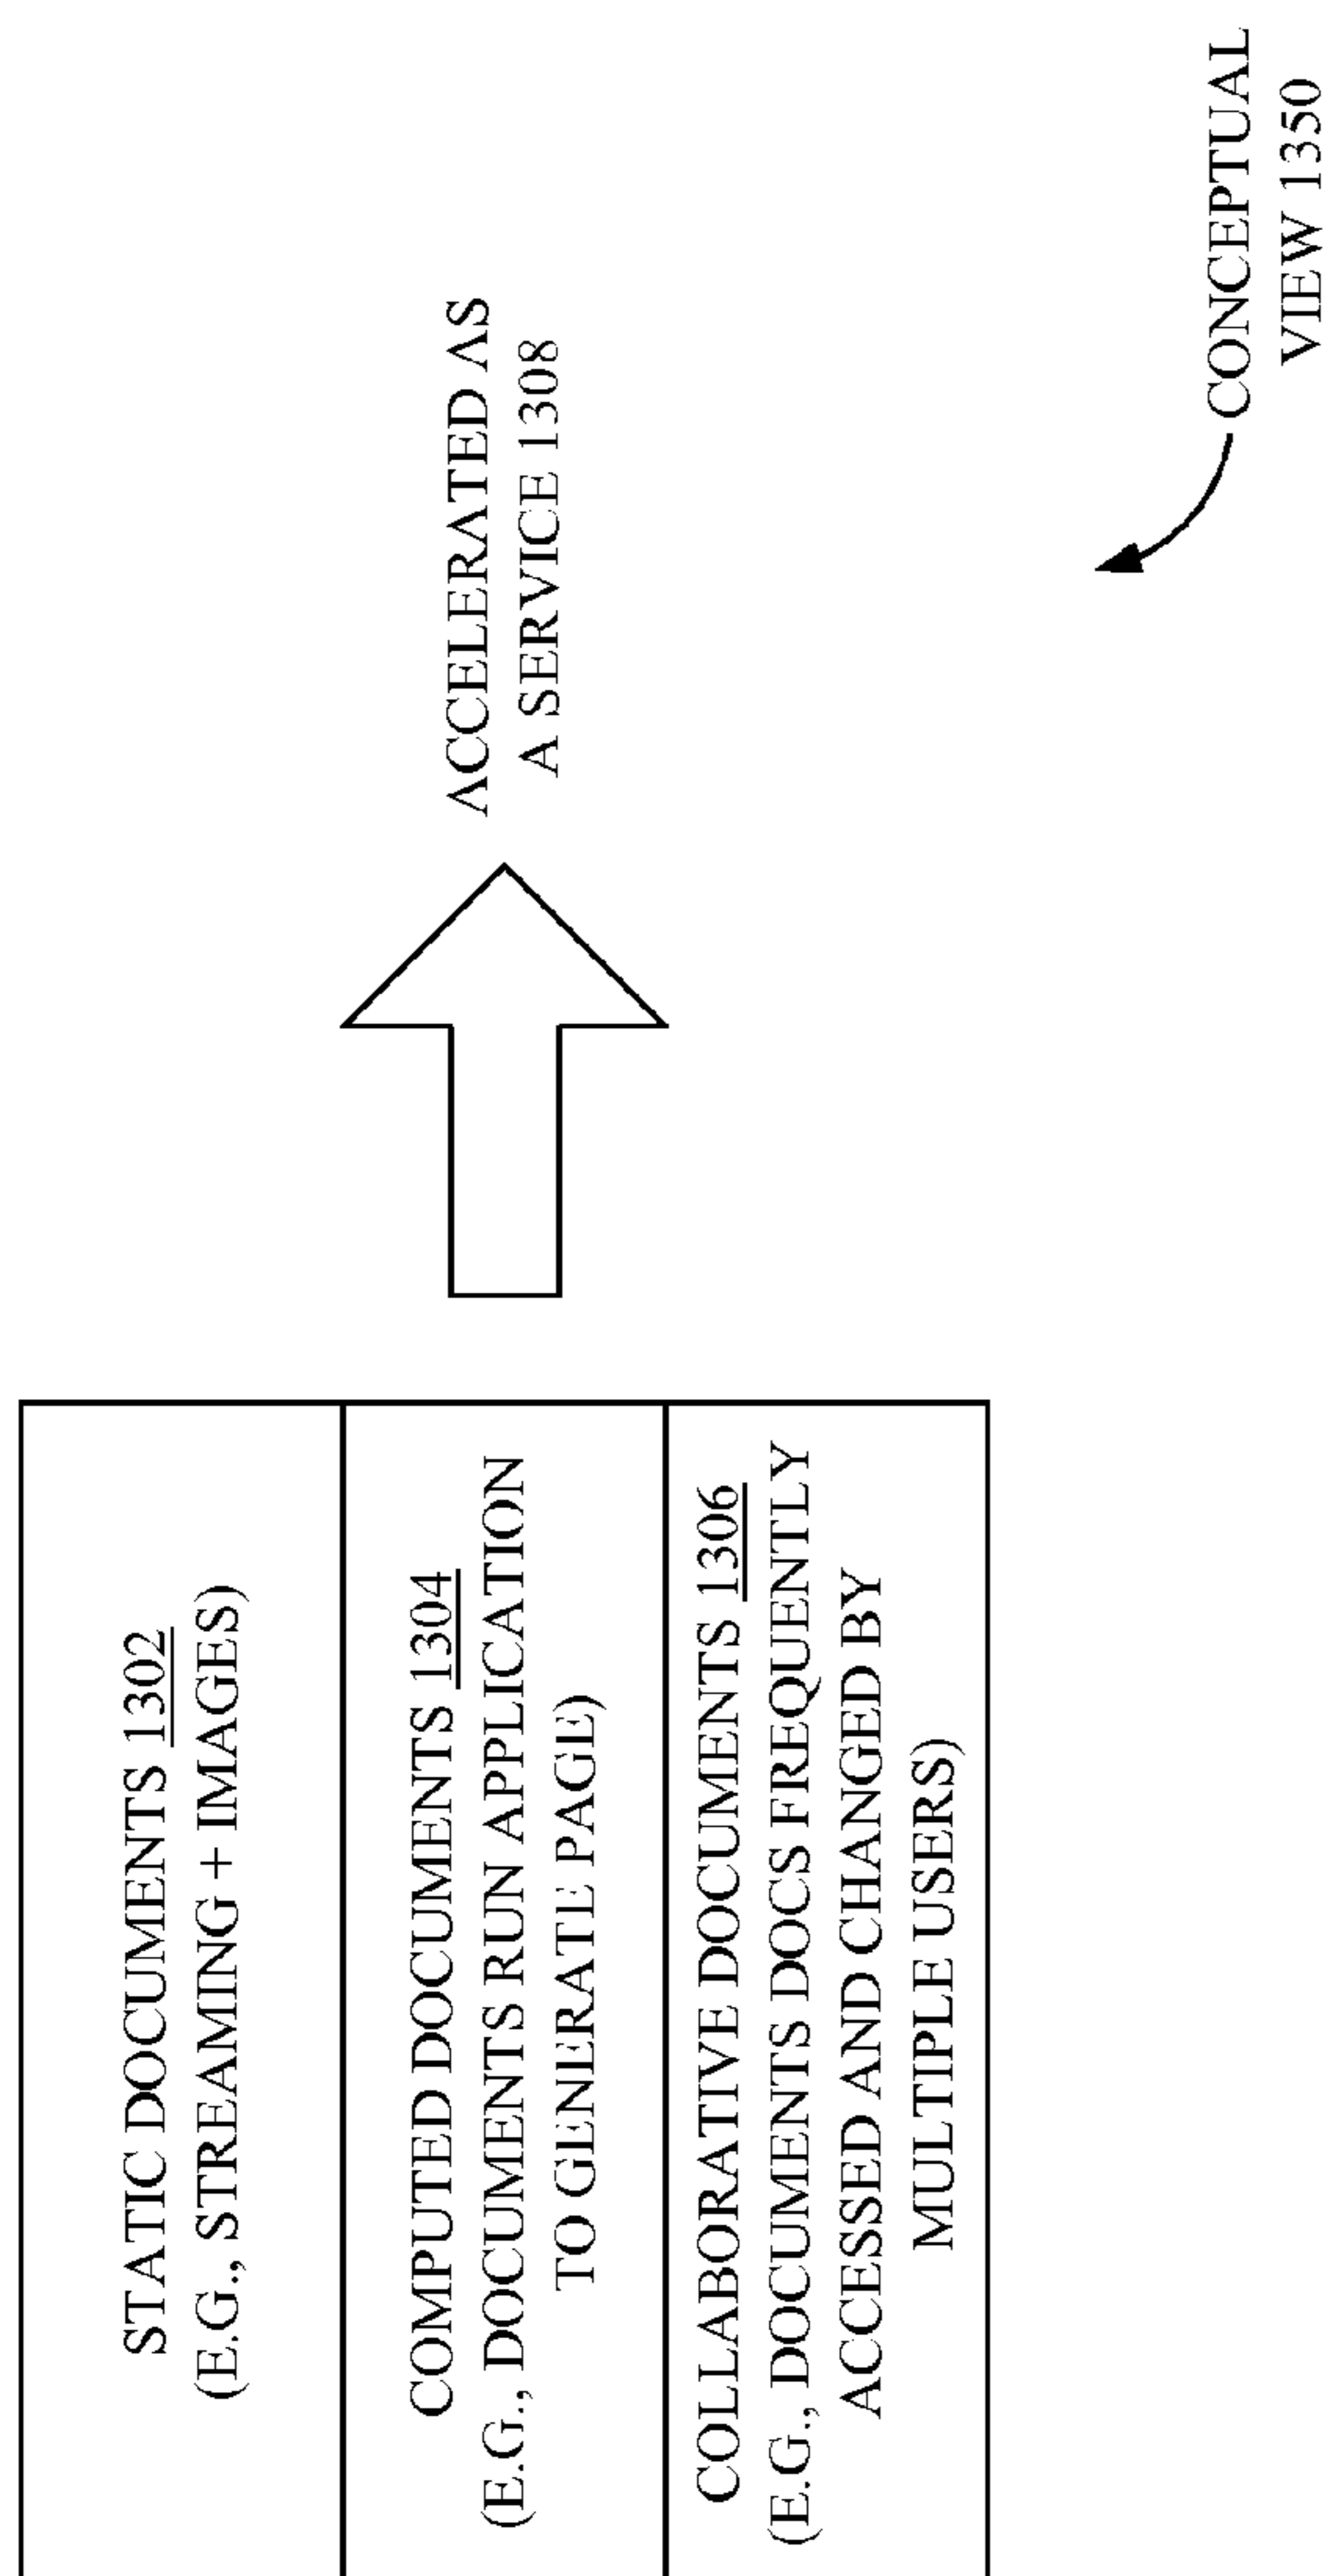 STATIC DOCUMENTS 1302
(E.G., STREAMING + IMAGES)
COMPUTED DOCUMENTS 1304
(E.G., DOCUMENTS RUN APPLICATION
TO GENERATE PAGE)
COLLABORATIVE DOCUMENTS 1306
(E.G., DOCUMENTS DOCS FREQUENTLY
ACCESSED AND CHANGED BY
MULTIPLE USERS)
ACCELERATED AS
A SERVICE 1308
CONCEPTUAL
VIEW 1350